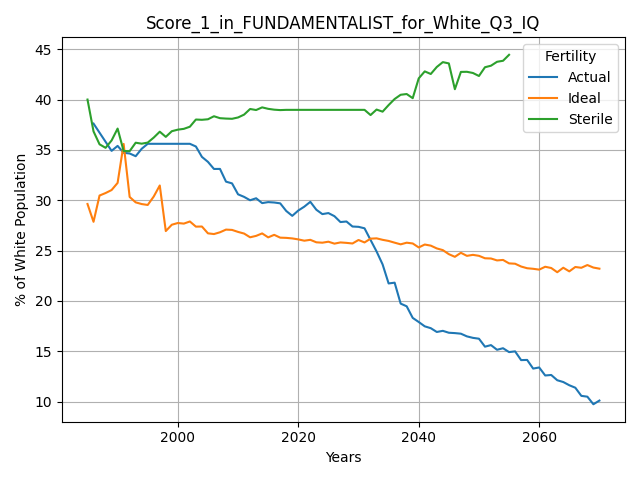 Score_1_in_FUNDAMENTALIST_for_White_Q3_IQ
% of White Population
45
40
35
30
25
20
15
10
2000
2020
2040
2060
Years
Fertility
Actual
Ideal
Sterile